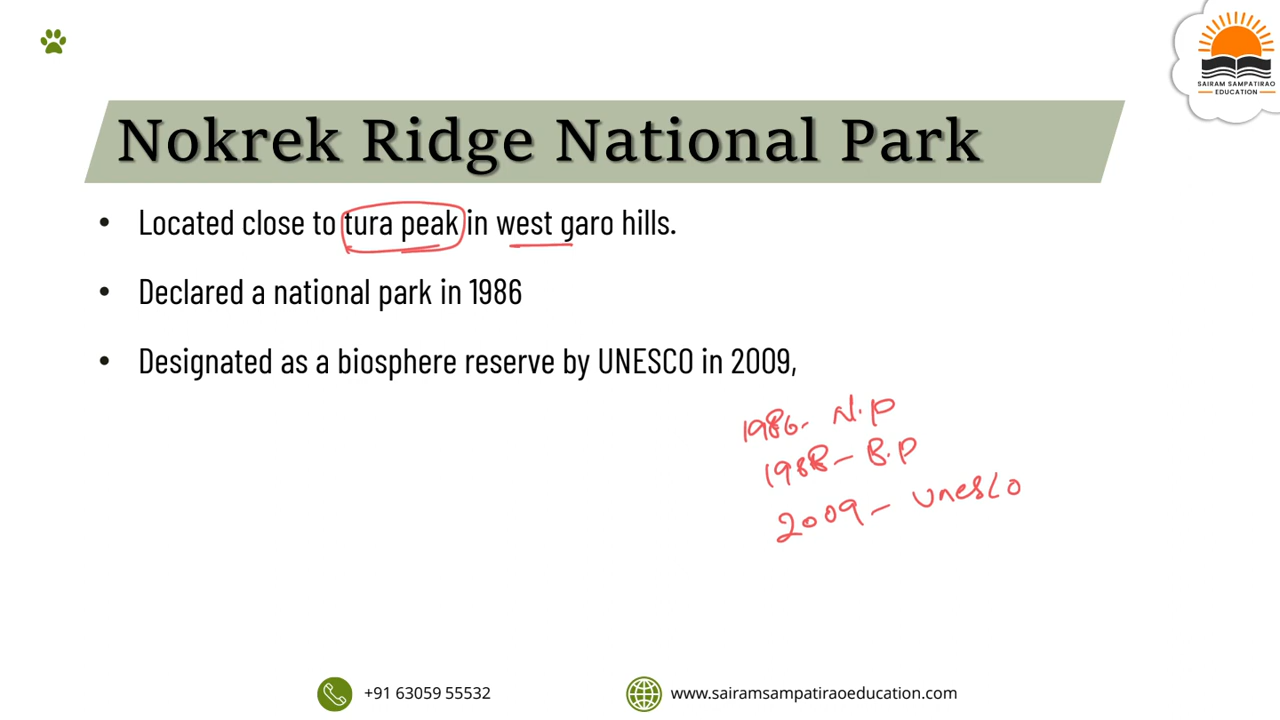 SAIRAM SAMPATIRAO
EDUCATION
Nokrek Ridge National Park
• Located close to tura peak in west garo hills.
• Declared a national park in 1986
• Designated as a biosphere reserve by UNESCO in 2009,
1986- N.P
1988- B.P
2009- Unesco
+91 63059 55532
www.sairamsampatiraoeducation.com